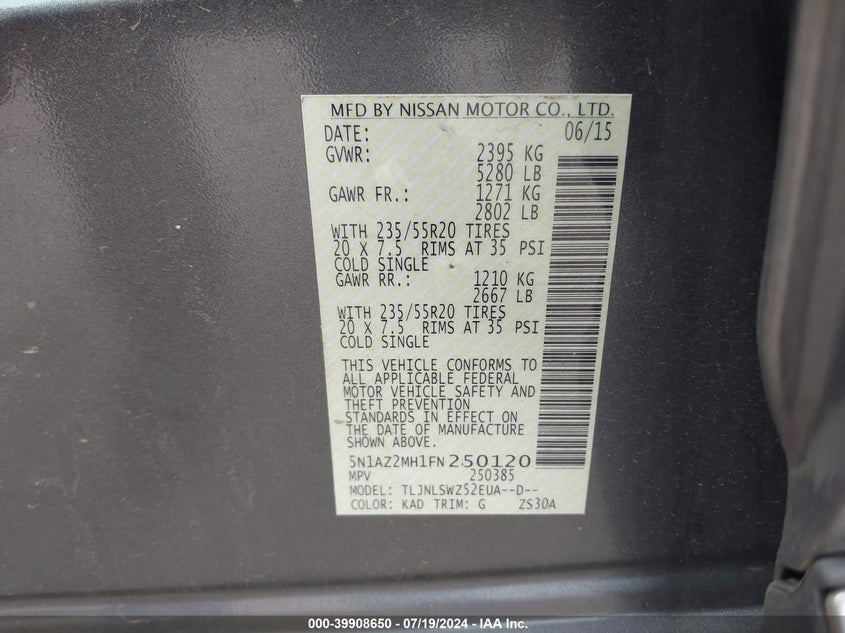 MFD BY NISSAN MOTOR CO., LTD.
DATE: 06/15
GVWR: 2395 KG
5280 LB
GAWR FR.: 1271 KG
2802 LB
WITH 235/55R20 TIRES
20 X 7.5 RIMS AT 35 PSI
COLD SINGLE
GAWR RR.: 1210 KG
2667 LB
WITH 235/55R20 TIRES
20 X 7.5 RIMS AT 35 PSI
COLD SINGLE
THIS VEHICLE CONFORMS TO
ALL APPLICABLE FEDERAL
MOTOR VEHICLE SAFETY AND
THEFT PREVENTION
STANDARDS IN EFFECT ON
THE DATE OF MANUFACTURE
SHOWN ABOVE.
5N1AZ2MH1FN250120
MPV 250385
MODEL: TLJNLSWZ52EUA--D--
COLOR: KAD TRIM: G ZS30A
000-39908650 / 07/19/2024 - IAA Inc.